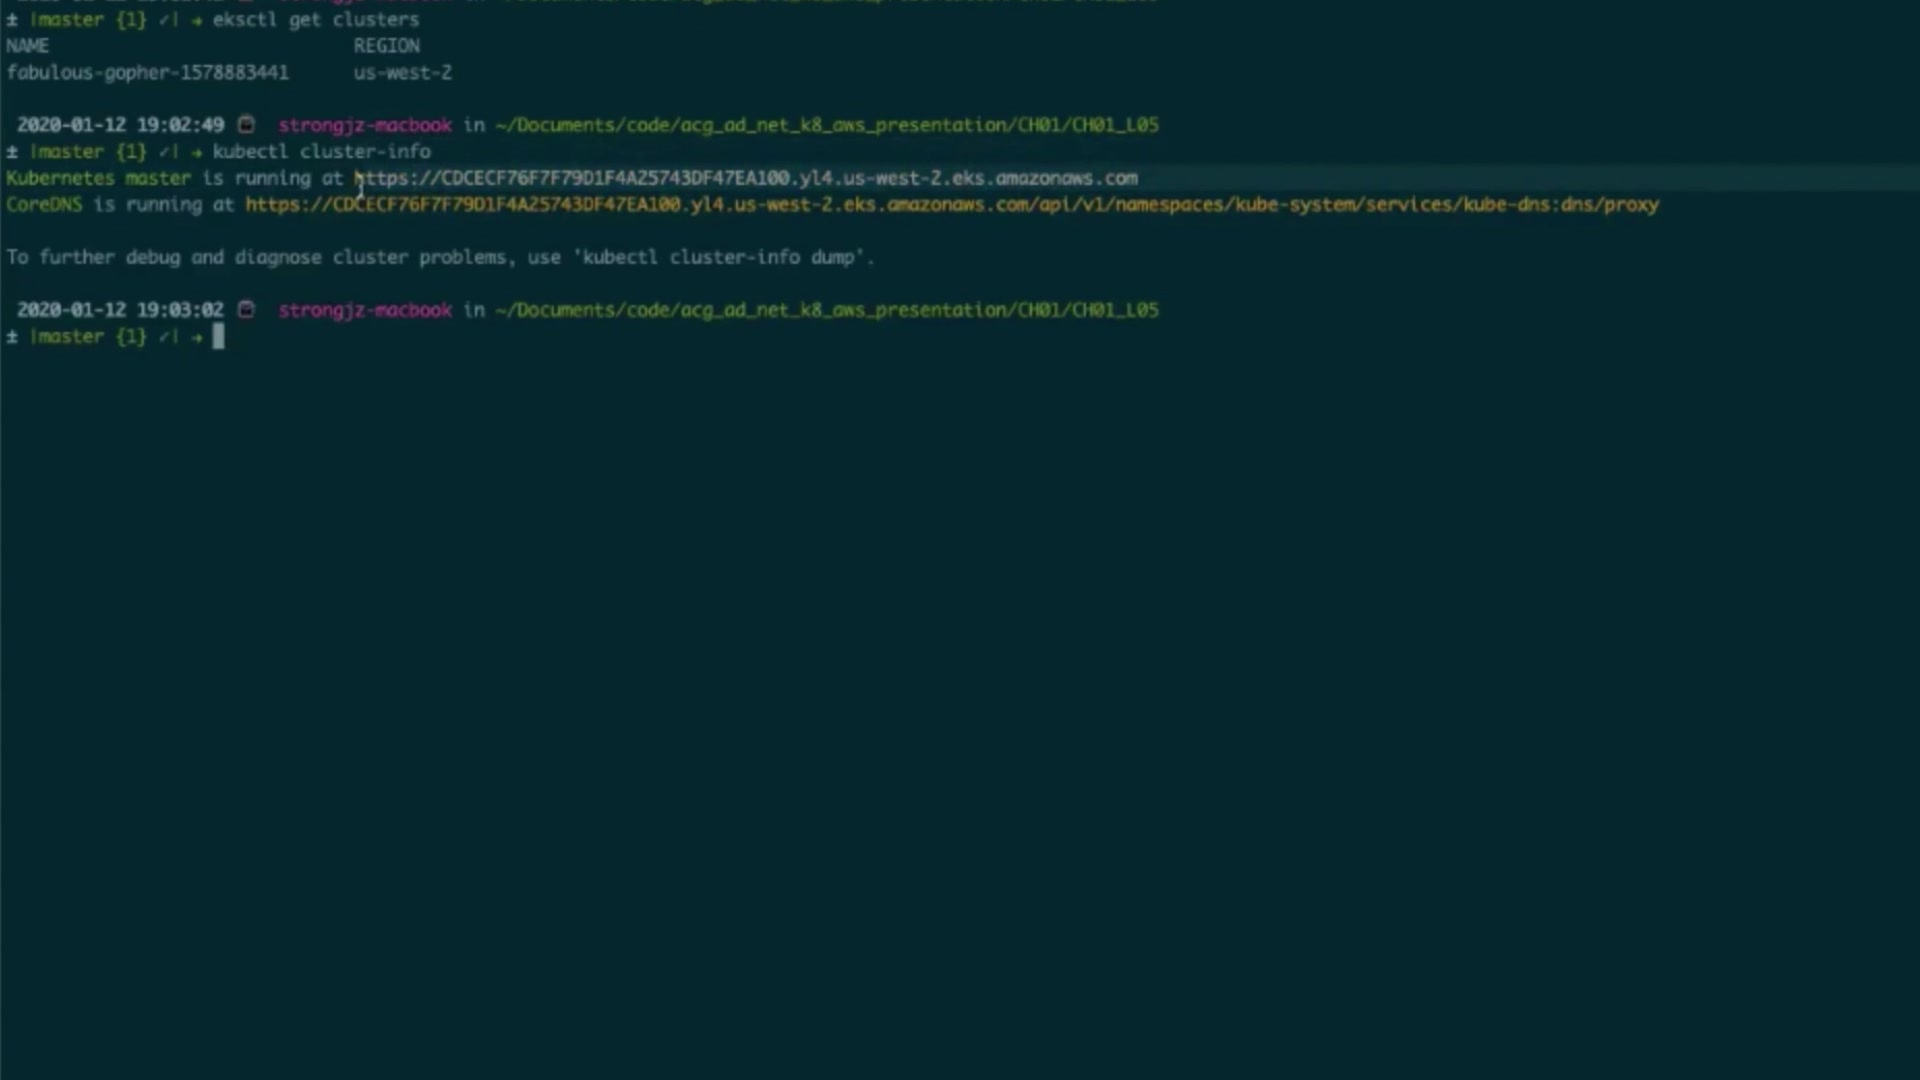 ± |master {1} ✓| → eksctl get clusters
NAME REGION
fabulous-gopher-1578883441 us-west-2
2020-01-12 19:02:49 strongjz-macbook in ~/Documents/code/acg_ad_net_k8_aws_presentation/CH01/CH01_L05
± |master {1} ✓| → kubectl cluster-info
Kubernetes master is running at https://CDCECF76F7F79D1F4A25743DF47EA100.yl4.us-west-2.eks.amazonaws.com
CoreDNS is running at https://CDCECF76F7F79D1F4A25743DF47EA100.yl4.us-west-2.eks.amazonaws.com/api/v1/namespaces/kube-system/services/kube-dns:dns/proxy
To further debug and diagnose cluster problems, use 'kubectl cluster-info dump'.
2020-01-12 19:03:02 strongjz-macbook in ~/Documents/code/acg_ad_net_k8_aws_presentation/CH01/CH01_L05
± |master {1} ✓| →